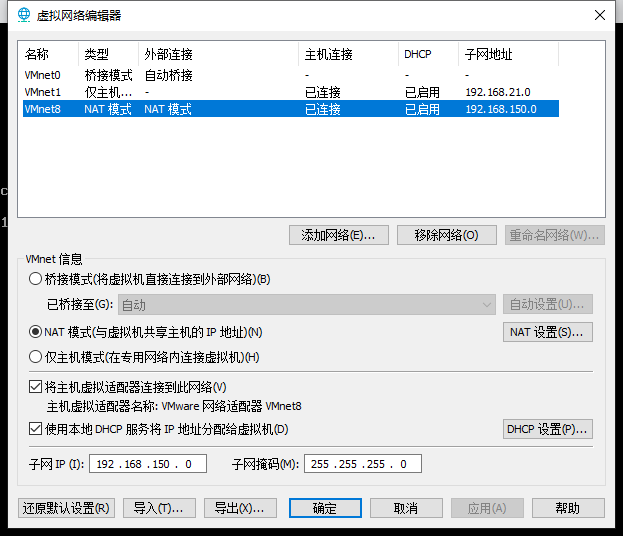 虚拟网络编辑器
名称 类型 外部连接 主机连接 DHCP 子网地址
VMnet0 桥接模式 自动桥接 - - -
VMnet1 仅主机... - 已连接 已启用 192.168.21.0
VMnet8 NAT 模式 NAT 模式 已连接 已启用 192.168.150.0
c
1
添加网络(E)... 移除网络(O) 重命名网络(W)...
VMnet 信息
桥接模式(将虚拟机直接连接到外部网络)(B)
已桥接至(G): 自动 自动设置(U)...
NAT 模式(与虚拟机共享主机的 IP 地址)(N) NAT 设置(S)...
仅主机模式(在专用网络内连接虚拟机)(H)
将主机虚拟适配器连接到此网络(V)
主机虚拟适配器名称: VMware 网络适配器 VMnet8
使用本地 DHCP 服务将 IP 地址分配给虚拟机(D) DHCP 设置(P)...
子网 IP (I): 192 . 168 . 150 . 0 子网掩码(M): 255 . 255 . 255 . 0
还原默认设置(R) 导入(T)... 导出(X)... 确定 取消 应用(A) 帮助